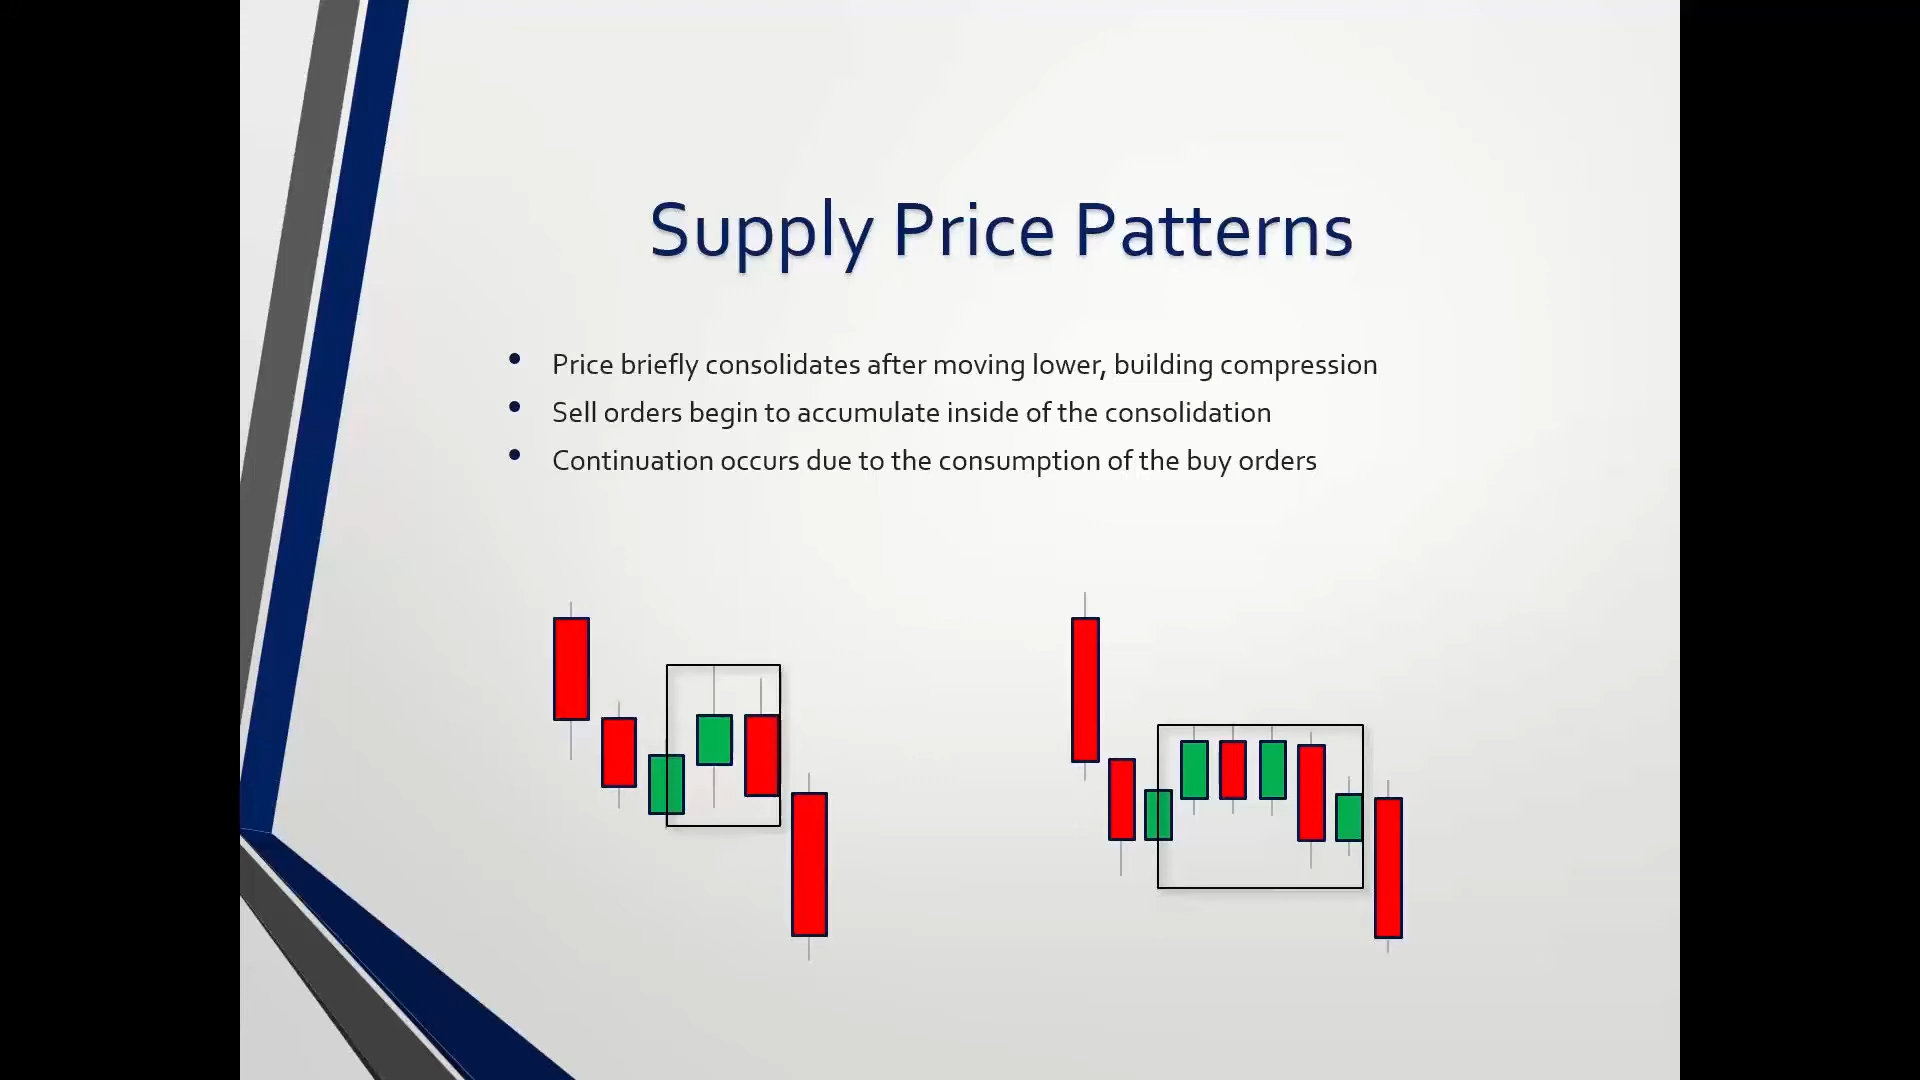 Supply Price Patterns
• Price briefly consolidates after moving lower, building compression
• Sell orders begin to accumulate inside of the consolidation
• Continuation occurs due to the consumption of the buy orders